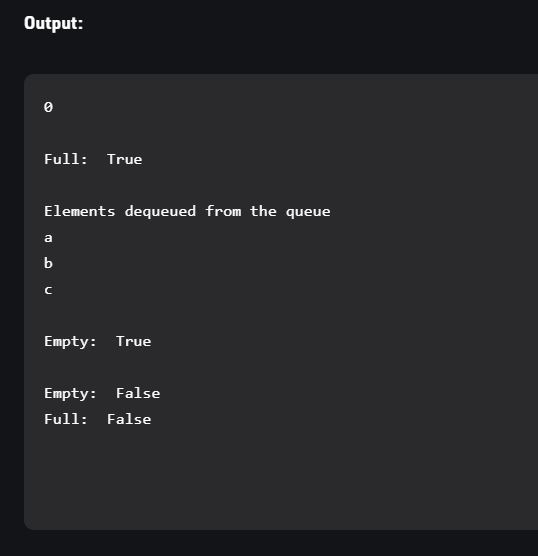 Output:
0
Full:  True
Elements dequeued from the queue
a
b
c
Empty:  True
Empty:  False
Full:  False